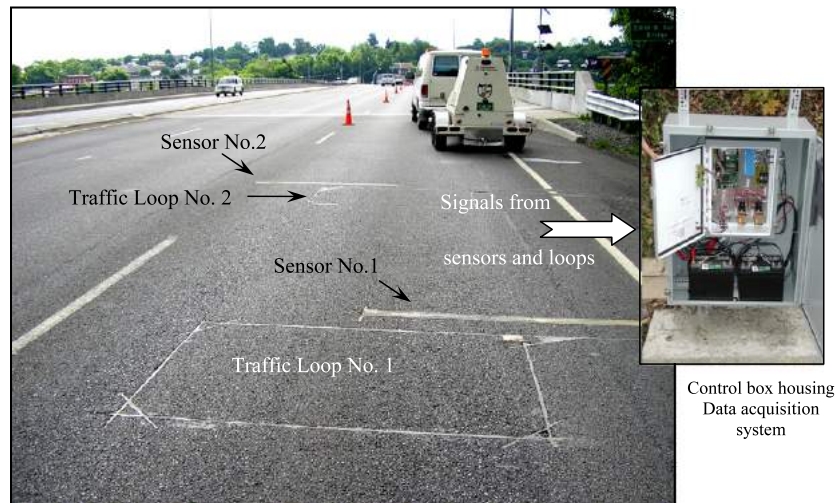 Sensor No.2
Traffic Loop No. 2
Signals from
sensors and loops
Sensor No.1
Traffic Loop No. 1
Control box housing
Data acquisition
system